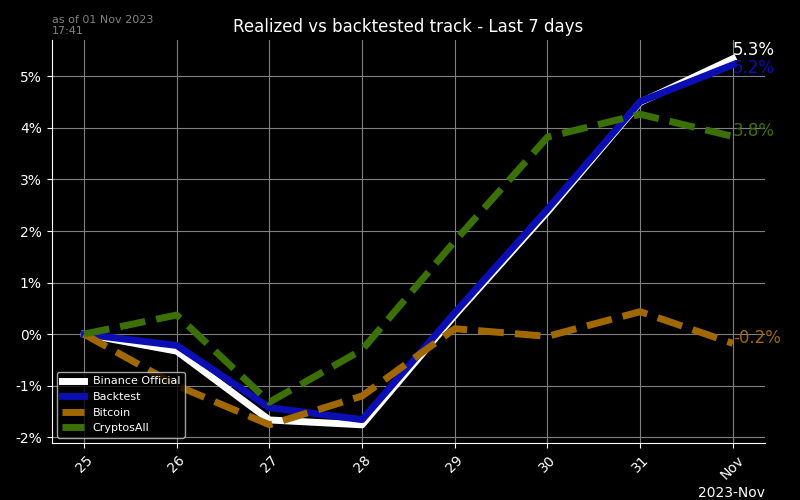 as of 01 Nov 2023
17:41
Realized vs backtested track - Last 7 days
5.3%
5.2%
3.8%
-0.2%
5%
4%
3%
2%
1%
0%
-1%
-2%
Binance Official
Backtest
Bitcoin
CryptosAll
25
26
27
28
29
30
31
Nov
2023-Nov